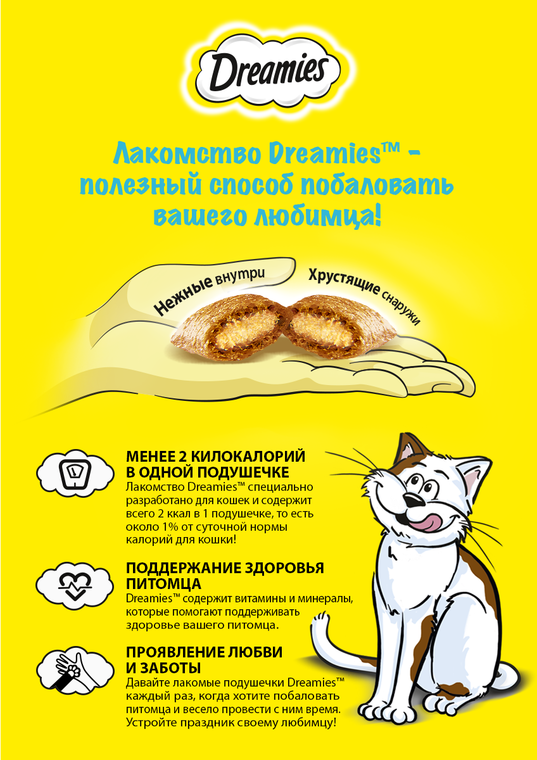 Dreamies
Лакомство Dreamies™ –
полезный способ побаловать
вашего любимца!
Нежные внутри
Хрустящие снаружи
МЕНЕЕ 2 КИЛОКАЛОРИЙ
В ОДНОЙ ПОДУШЕЧКЕ
Лакомство Dreamies™ специально
разработано для кошек и содержит
всего 2 ккал в 1 подушечке, то есть
около 1% от суточной нормы
калорий для кошки!
ПОДДЕРЖАНИЕ ЗДОРОВЬЯ
ПИТОМЦА
Dreamies™ содержит витамины и минералы,
которые помогают поддерживать
здоровье вашего питомца.
ПРОЯВЛЕНИЕ ЛЮБВИ
И ЗАБОТЫ
Давайте лакомые подушечки Dreamies™
каждый раз, когда хотите побаловать
питомца и весело провести с ним время.
Устройте праздник своему любимцу!